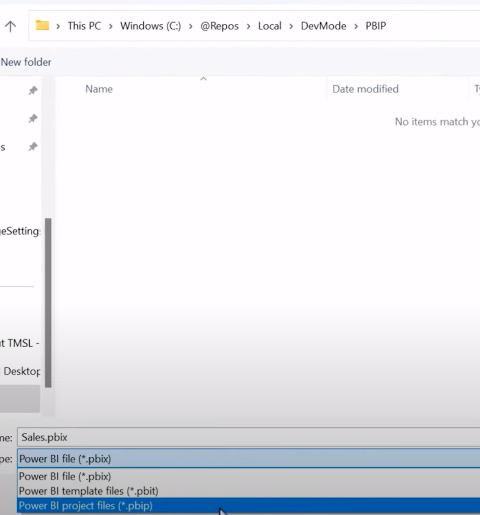 This PC > Windows (C:) > @Repos > Local > DevMode > PBIP
New folder
Name Date modified
No items match
s
eSetting:
t TMSL -
Desktop
me: Sales.pbix
pe: Power BI file (*.pbix)
Power BI file (*.pbix)
Power BI template files (*.pbit)
Power BI project files (*.pbip)